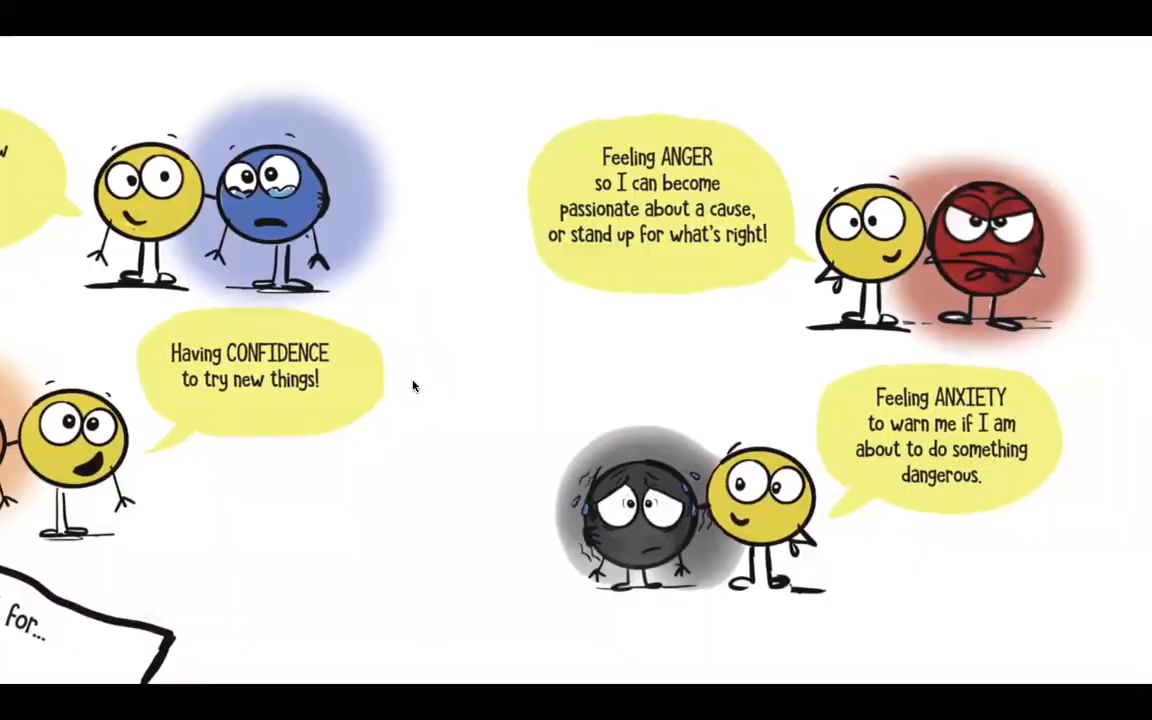 Having CONFIDENCE
to try new things!
for...
Feeling ANGER
so I can become
passionate about a cause,
or stand up for what's right!
Feeling ANXIETY
to warn me if I am
about to do something
dangerous.